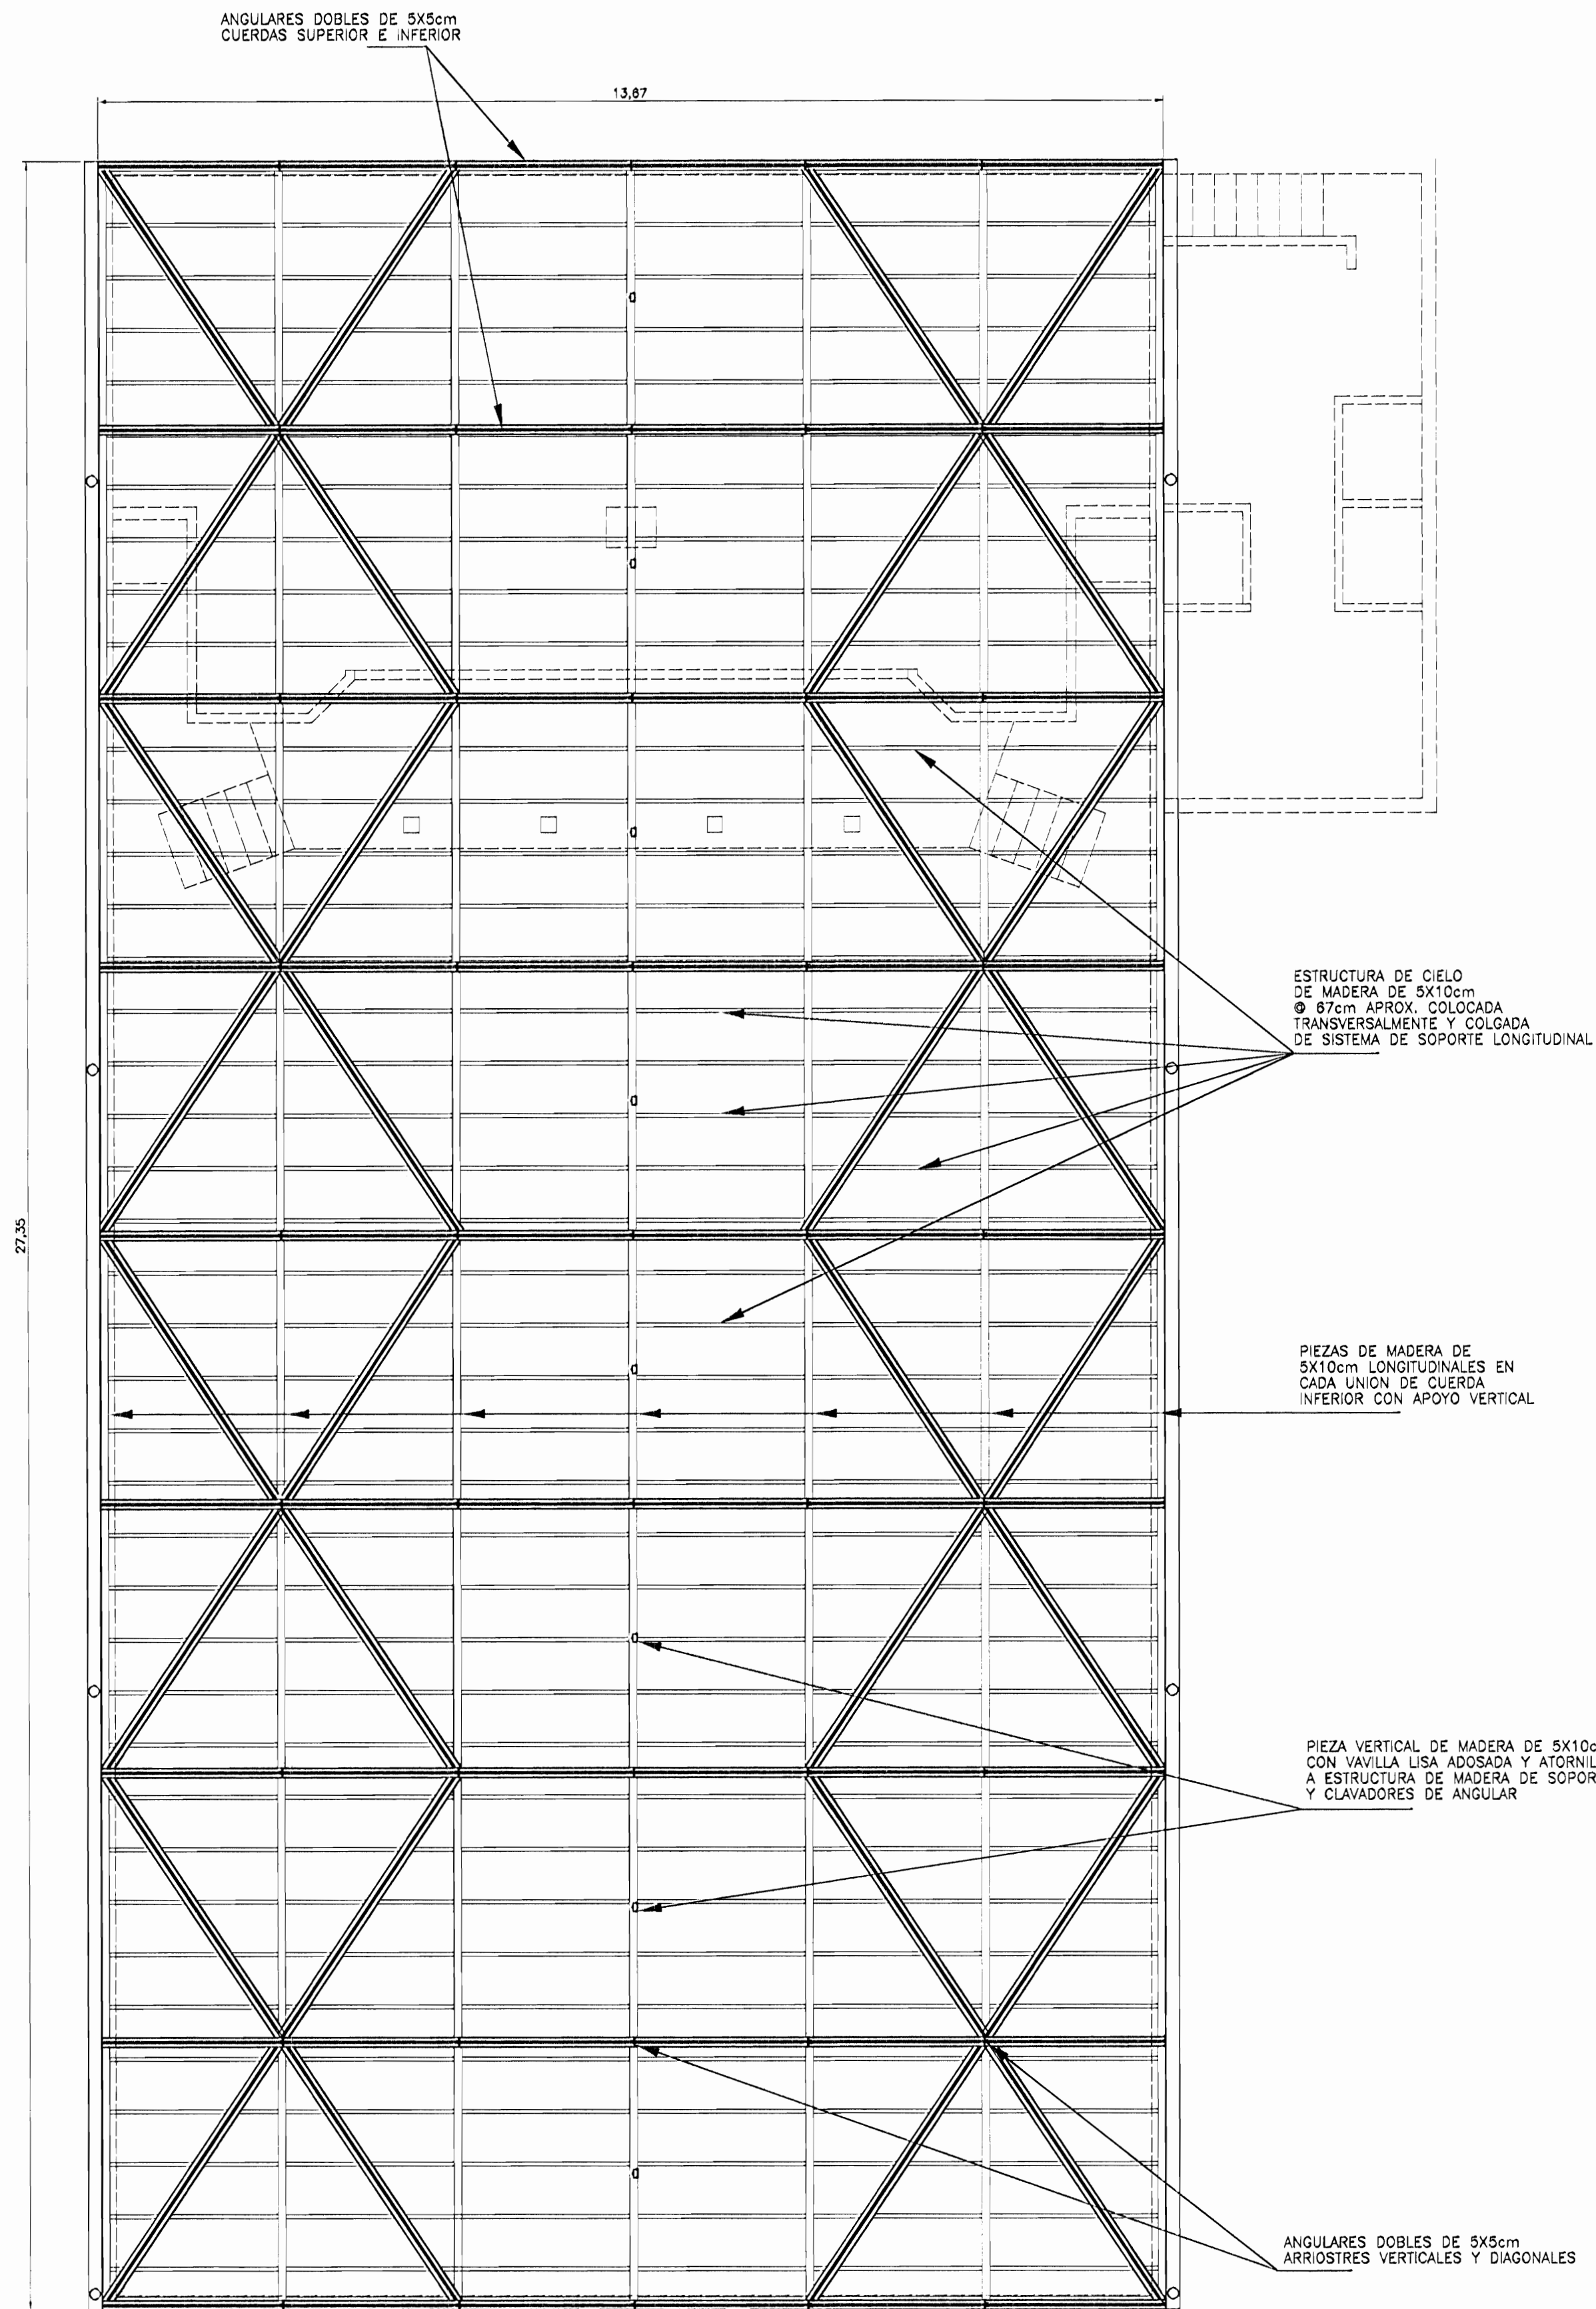 ANGULARES DOBLES DE 5X5cm
CUERDAS SUPERIOR E INFERIOR
13,67
27,35
ESTRUCTURA DE CIELO
DE MADERA DE 5X10cm
@ 67cm APROX. COLOCADA
TRANSVERSALMENTE Y COLGADA
DE SISTEMA DE SOPORTE LONGITUDINAL
PIEZAS DE MADERA DE
5X10cm LONGITUDINALES EN
CADA UNION DE CUERDA
INFERIOR CON APOYO VERTICAL
PIEZA VERTICAL DE MADERA DE 5X10c
CON VAVILLA LISA ADOSADA Y ATORNIL
A ESTRUCTURA DE MADERA DE SOPOR
Y CLAVADORES DE ANGULAR
ANGULARES DOBLES DE 5X5cm
ARRIOSTRES VERTICALES Y DIAGONALES